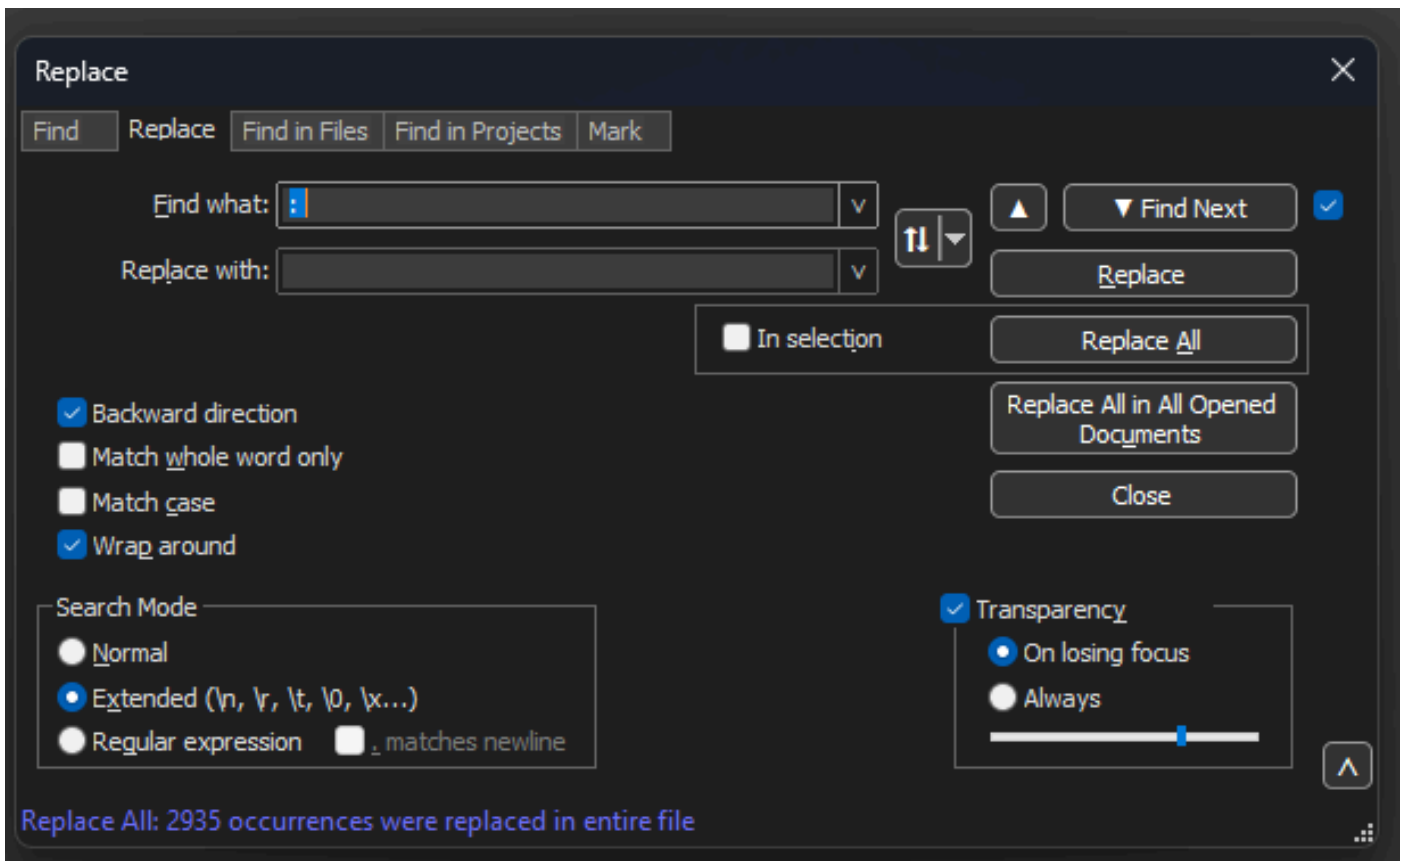 Replace
Find Replace Find in Files Find in Projects Mark
Find what: : ▲ ▼ Find Next
Replace with: Replace
In selection Replace All
Replace All in All Opened
Documents
Backward direction
Match whole word only
Match case Close
Wrap around
Search Mode Transparency
Normal On losing focus
Extended (\n, \r, \t, \0, \x...) Always
Regular expression . matches newline
Replace All: 2935 occurrences were replaced in entire file